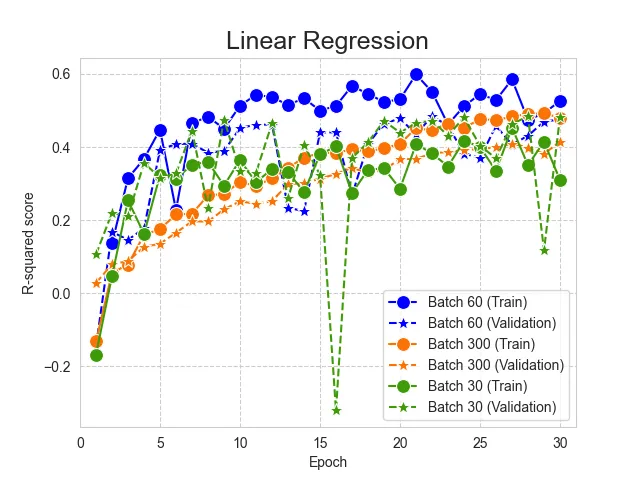 Linear Regression
R-squared score
0.6
0.4
0.2
0.0
−0.2
0
5
10
15
20
25
30
Epoch
Batch 60 (Train)
Batch 60 (Validation)
Batch 300 (Train)
Batch 300 (Validation)
Batch 30 (Train)
Batch 30 (Validation)